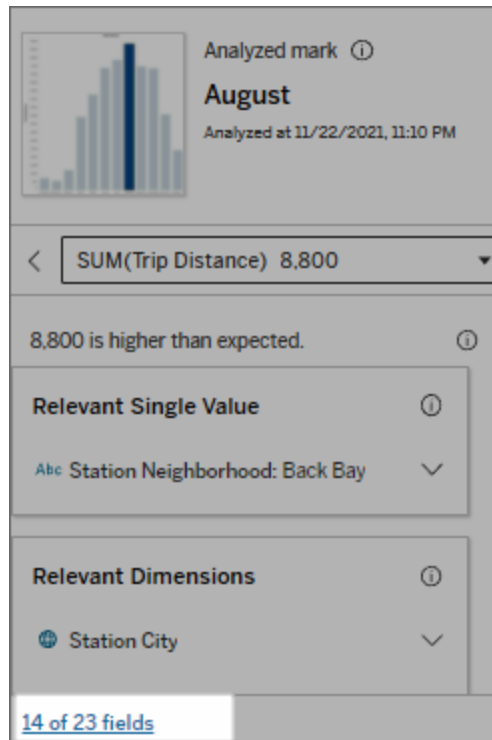 Analyzed mark
August
Analyzed at 11/22/2021, 11:10 PM
SUM(Trip Distance) 8,800
8,800 is higher than expected.
Relevant Single Value
Abc Station Neighborhood: Back Bay
Relevant Dimensions
Station City
14 of 23 fields